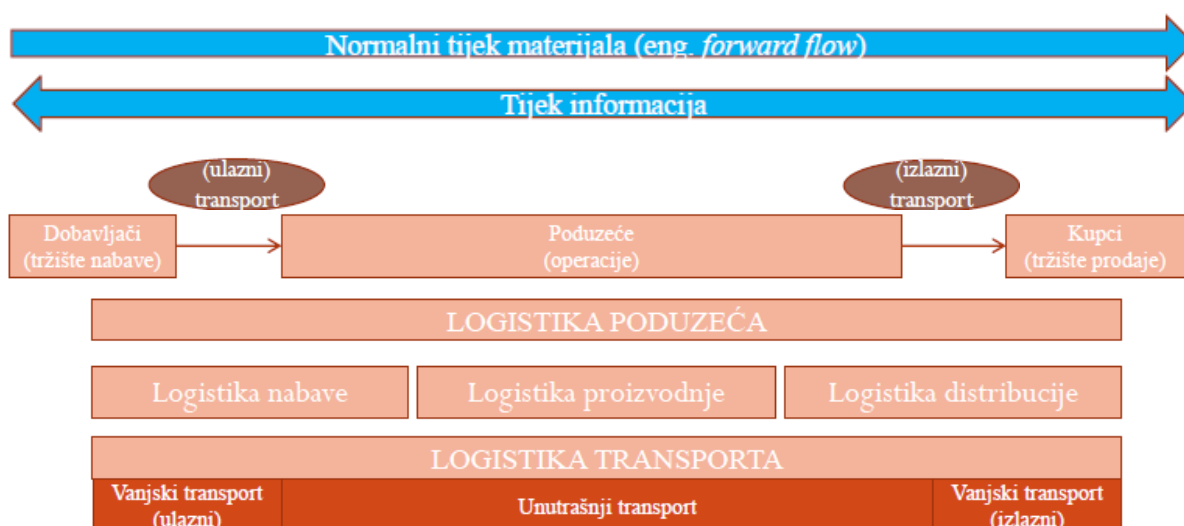 Normalni tijek materijala (eng. forward flow)
Tijek informacija
(ulazni)
transport
(izlazni)
transport
Dobavljači
(tržište nabave)
Poduzeće
(operacije)
Kupci
(tržište prodaje)
LOGISTIKA PODUZEĆA
Logistika nabave
Logistika proizvodnje
Logistika distribucije
LOGISTIKA TRANSPORTA
Vanjski transport
(ulazni)
Unutrašnji transport
Vanjski transport
(izlazni)